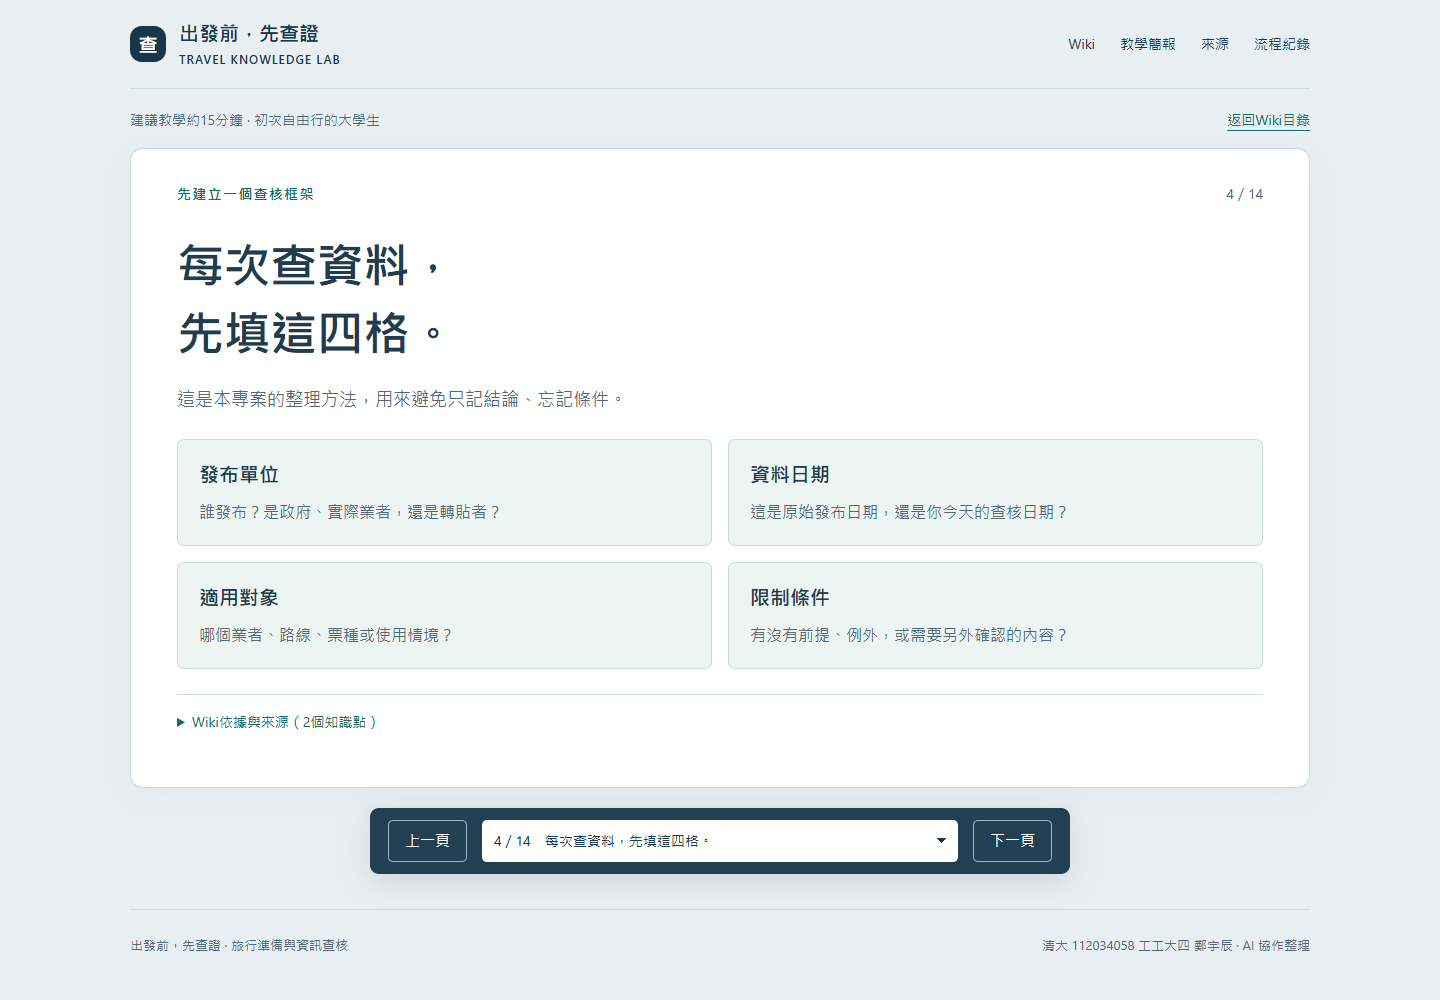 查
出發前，先查證
TRAVEL KNOWLEDGE LAB
Wiki 教學簡報 來源 流程紀錄
建議教學約15分鐘 · 初次自由行的大學生
返回Wiki目錄
先建立一個查核框架
4 / 14
每次查資料，
先填這四格。
這是本專案的整理方法，用來避免只記結論、忘記條件。
發布單位
誰發布？是政府、實際業者，還是轉貼者？
資料日期
這是原始發布日期，還是你今天的查核日期？
適用對象
哪個業者、路線、票種或使用情境？
限制條件
有沒有前提、例外，或需要另外確認的內容？
▶ Wiki依據與來源（2個知識點）
上一頁
4 / 14　每次查資料，先填這四格。
下一頁
出發前，先查證 · 旅行準備與資訊查核
清大 112034058 工工大四 鄭宇辰 · AI 協作整理